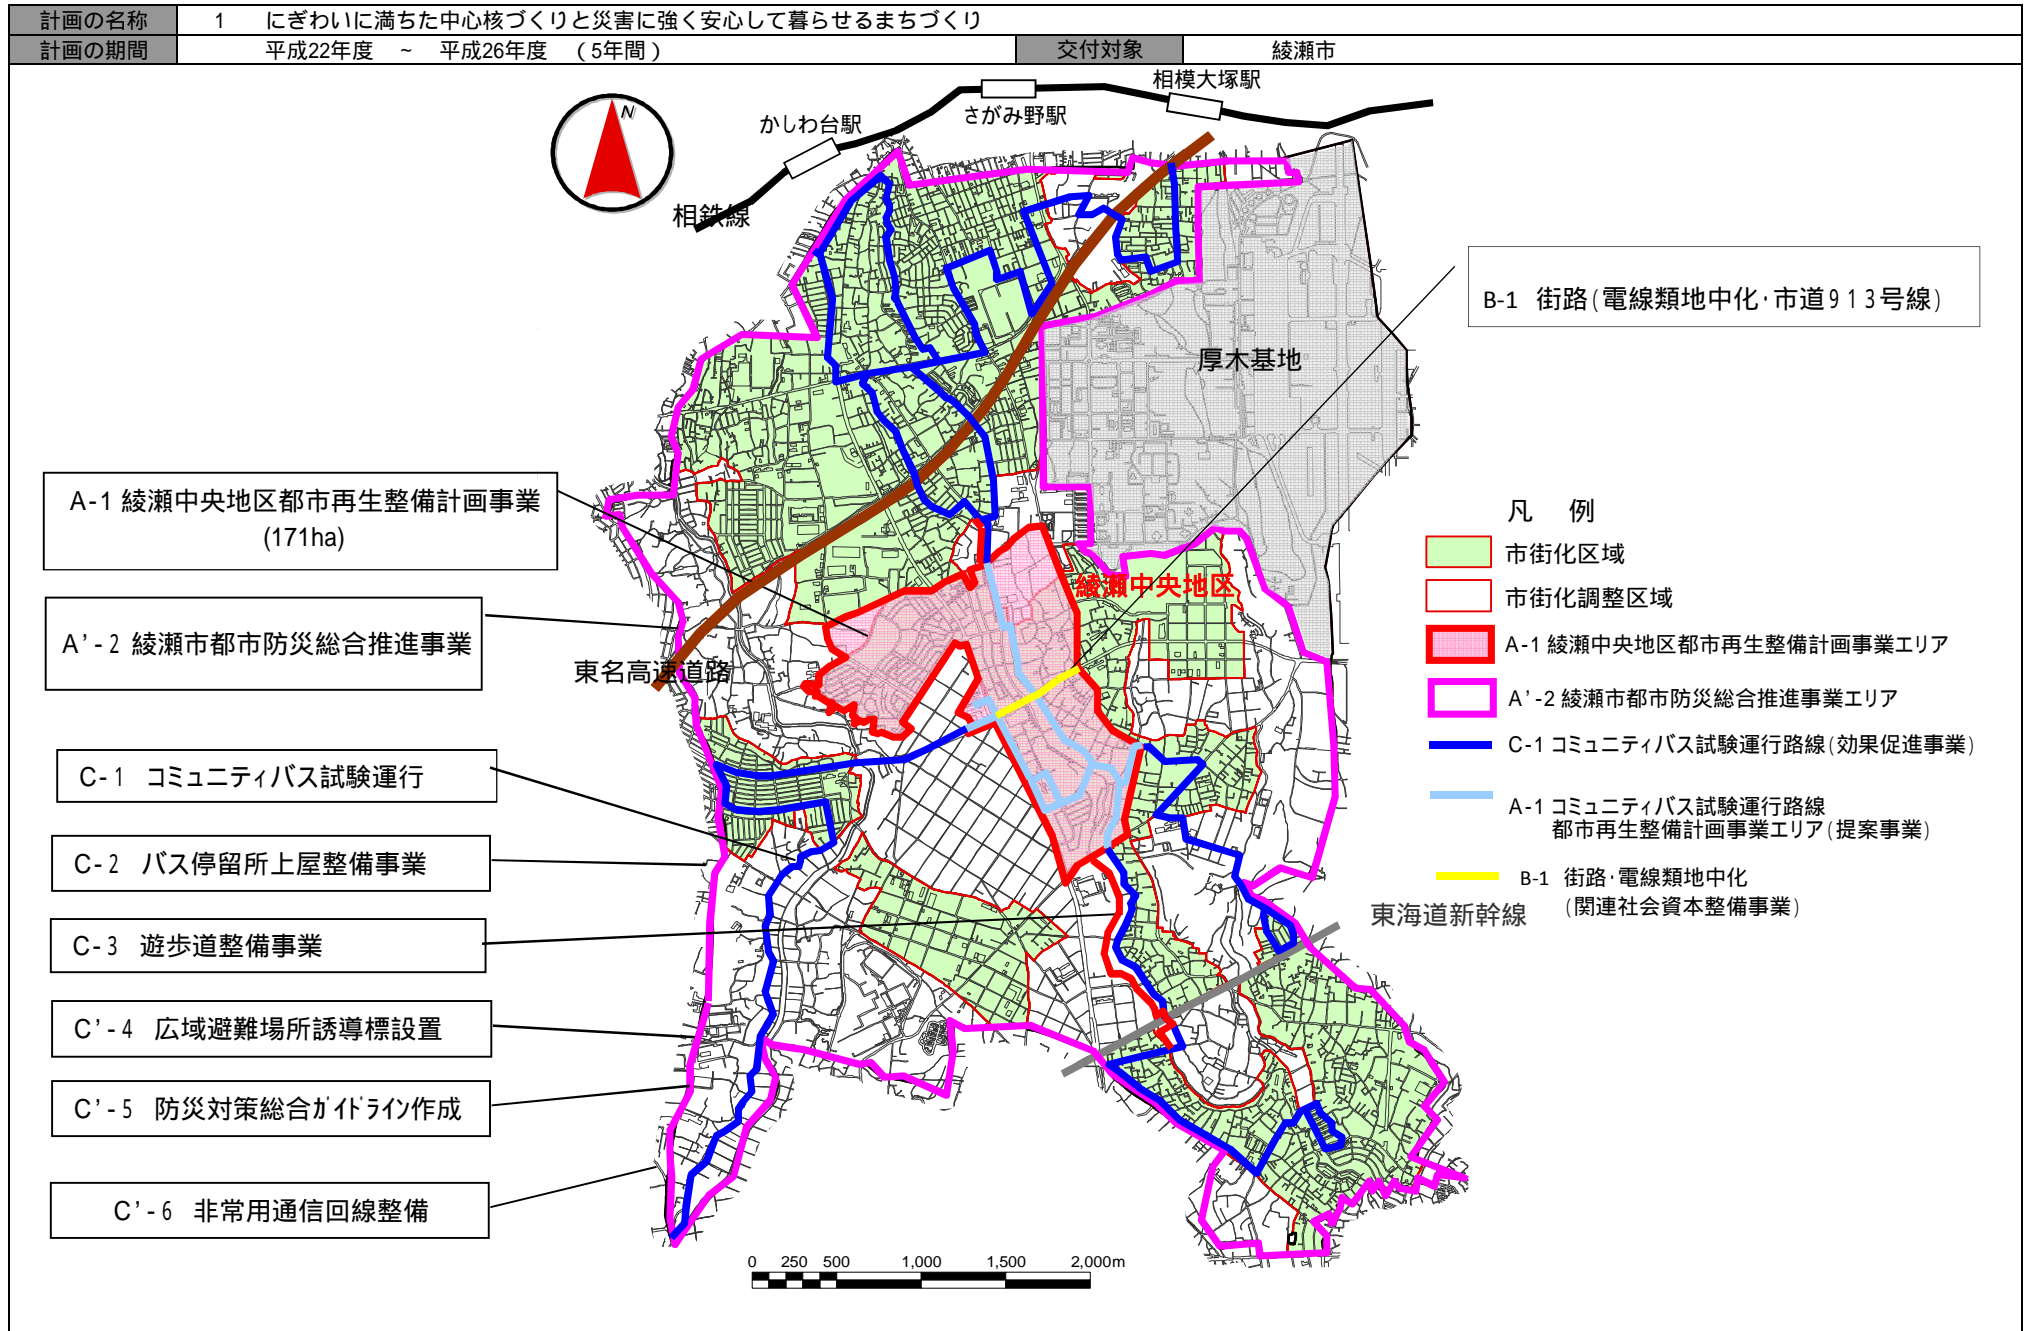 計画の名称 1 にぎわいに満ちた中心核づくりと災害に強く安心して暮らせるまちづくり
計画の期間 平成22年度 ~ 平成26年度 (5年間) 交付対象 綾瀬市
相模大塚駅
さがみ野駅
かしわ台駅
N
相鉄線
B-1 街路(電線類地中化・市道913号線)
厚木基地
A-1 綾瀬中央地区都市再生整備計画事業
(171ha)
綾瀬中央地区
A'-2 綾瀬市都市防災総合推進事業
東名高速道路
C-1 コミュニティバス試験運行
C-2 バス停留所上屋整備事業
C-3 遊歩道整備事業
C'-4 広域避難場所誘導標設置
C'-5 防災対策総合ガイドライン作成
C'-6 非常用通信回線整備
凡 例
市街化区域
市街化調整区域
A-1 綾瀬中央地区都市再生整備計画事業エリア
A'-2 綾瀬市都市防災総合推進事業エリア
C-1 コミュニティバス試験運行路線(効果促進事業)
A-1 コミュニティバス試験運行路線
都市再生整備計画事業エリア(提案事業)
B-1 街路・電線類地中化
(関連社会資本整備事業)
東海道新幹線
0 250 500 1,000 1,500 2,000m